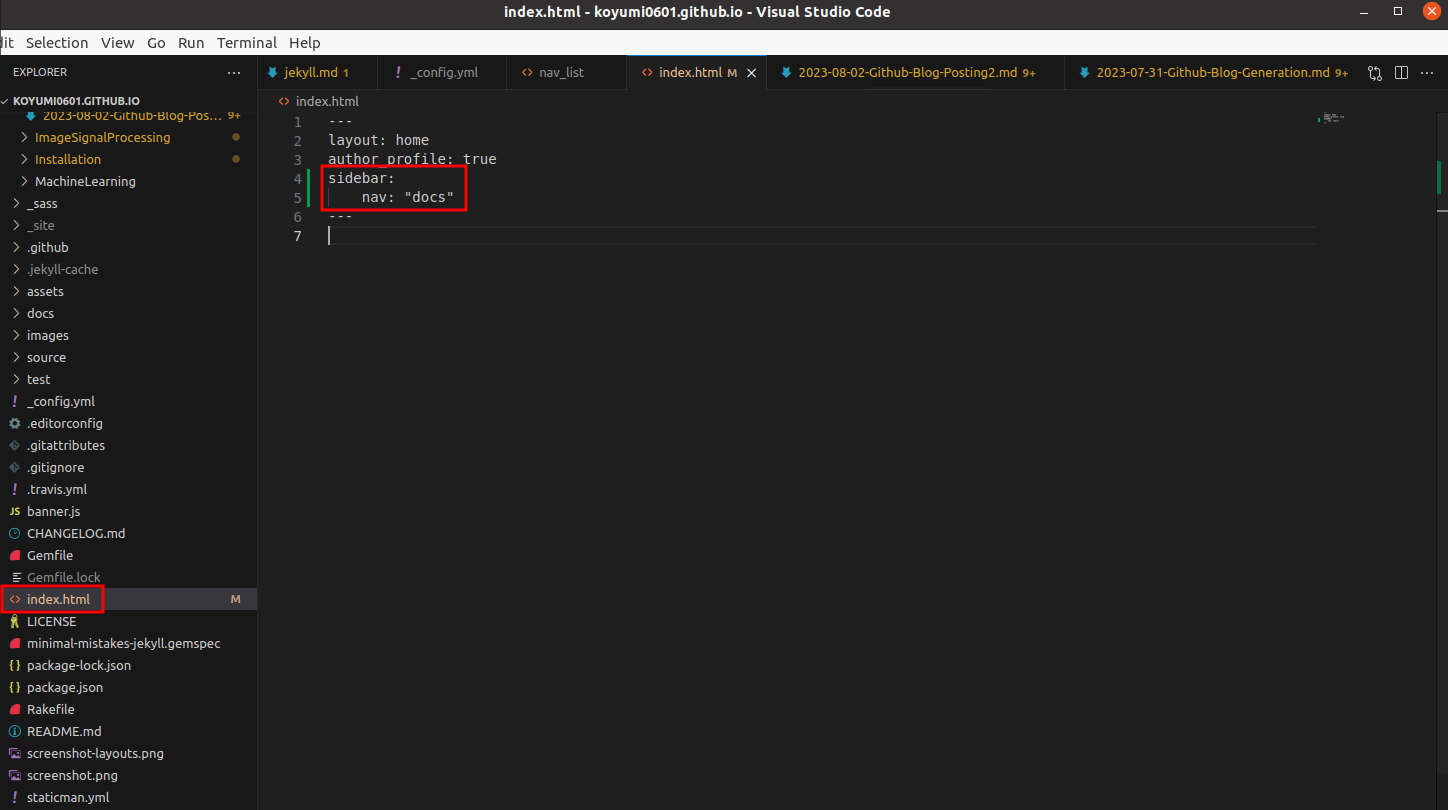 index.html - koyumi0601.github.io - Visual Studio Code
dit Selection View Go Run Terminal Help
EXPLORER
jekyll.md 1
_config.yml
nav_list
index.html M
2023-08-02-Github-Blog-Posting2.md 9+
2023-07-31-Github-Blog-Generation.md 9+
KOYUMI0601.GITHUB.IO
2023-08-02-Github-Blog-Pos... 9+
ImageSignalProcessing
Installation
MachineLearning
_sass
_site
.github
.jekyll-cache
assets
docs
images
source
test
_config.yml
.editorconfig
.gitattributes
.gitignore
.travis.yml
JS banner.js
CHANGELOG.md
Gemfile
Gemfile.lock
index.html M
LICENSE
minimal-mistakes-jekyll.gemspec
package-lock.json
package.json
Rakefile
README.md
screenshot-layouts.png
screenshot.png
staticman.yml
index.html
1 ---
2 layout: home
3 author_profile: true
4 sidebar:
5 nav: "docs"
6 ---
7